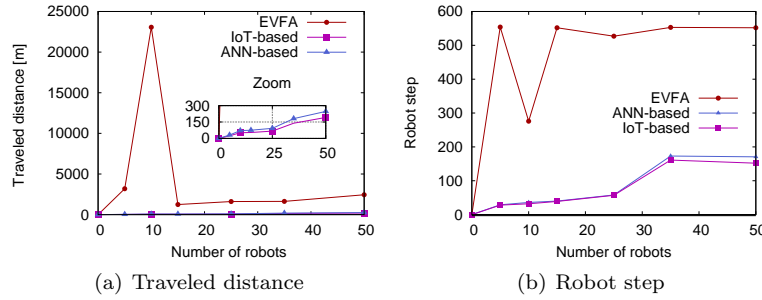 25000
20000
15000
10000
5000
0
Traveled distance [m]
EVFA
IoT-based
ANN-based
Zoom
300
150
0
0 25 50
0 10 20 30 40 50
Number of robots
(a) Traveled distance
600
500
400
300
200
100
0
Robot step
EVFA
ANN-based
IoT-based
0 10 20 30 40 50
Number of robots
(b) Robot step